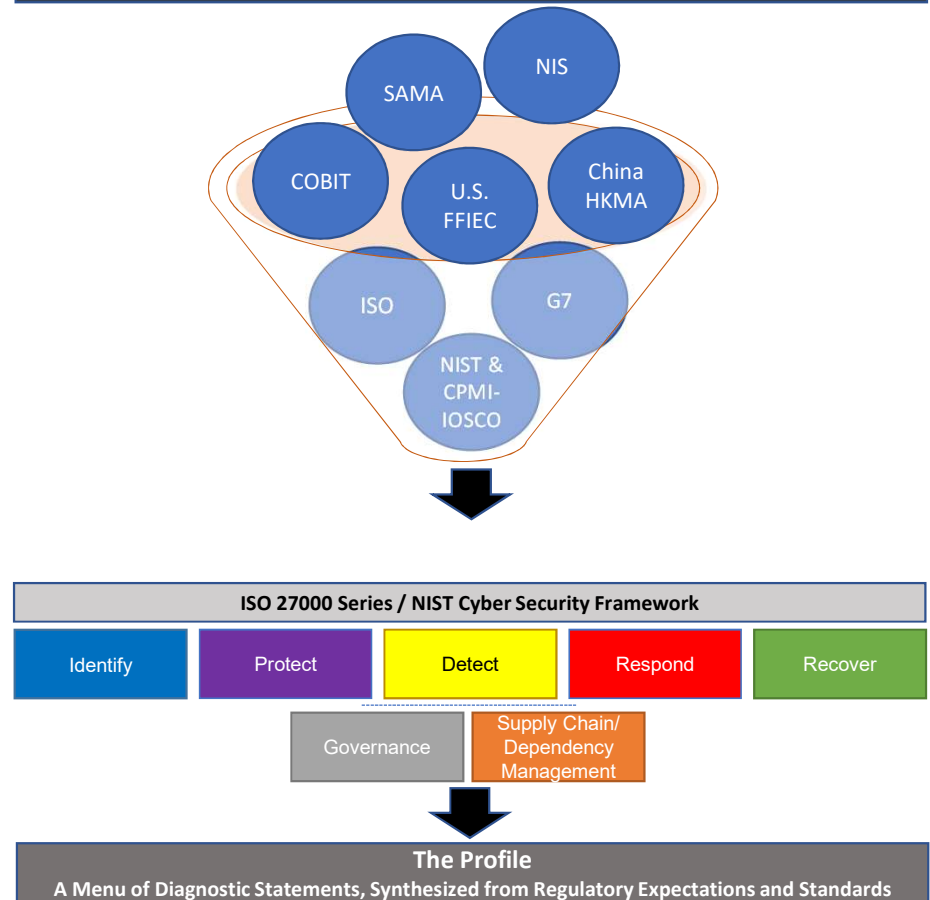 NIS
SAMA
COBIT
U.S.
FFIEC
China
HKMA
ISO
G7
NIST &
CPMI-
IOSCO
ISO 27000 Series / NIST Cyber Security Framework
Identify
Protect
Detect
Respond
Recover
Governance
Supply Chain/
Dependency
Management
The Profile
A Menu of Diagnostic Statements, Synthesized from Regulatory Expectations and Standards